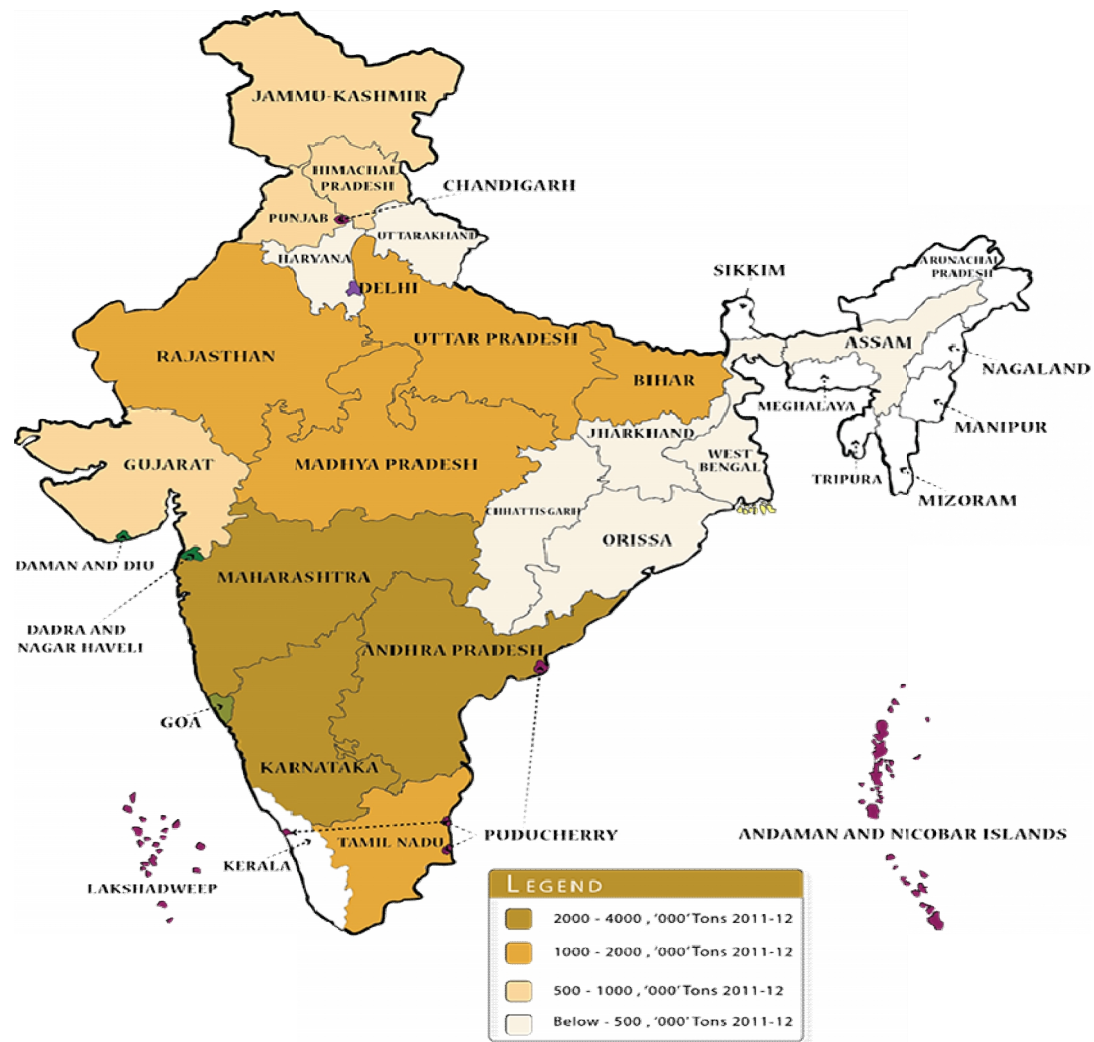 JAMMU-KASHMIR
HIMACHAL
PRADESH
CHANDIGARH
PUNJAB
UTTARAKHAND
HARYANA
DELHI
SIKKIM
ARUNACHAL
PRADESH
UTTAR PRADESH
ASSAM
RAJASTHAN
BIHAR
NAGALAND
MEGHALAYA
MANIPUR
JHARKHAND
GUJARAT
MADHYA PRADESH
WEST
BENGAL
TRIPURA
MIZORAM
CHHATTIS GARH
ORISSA
DAMAN AND DIU
MAHARASHTRA
DADRA AND
NAGAR HAVELI
ANDHRA PRADESH
GOA
KARNATAKA
PUDUCHERRY
ANDAMAN AND NICOBAR ISLANDS
TAMIL NADU
KERALA
LAKSHADWEEP
LEGEND
2000 - 4000 , '000' Tons 2011-12
1000 - 2000 , '000' Tons 2011-12
500 - 1000 , '000' Tons 2011-12
Below - 500 , '000' Tons 2011-12